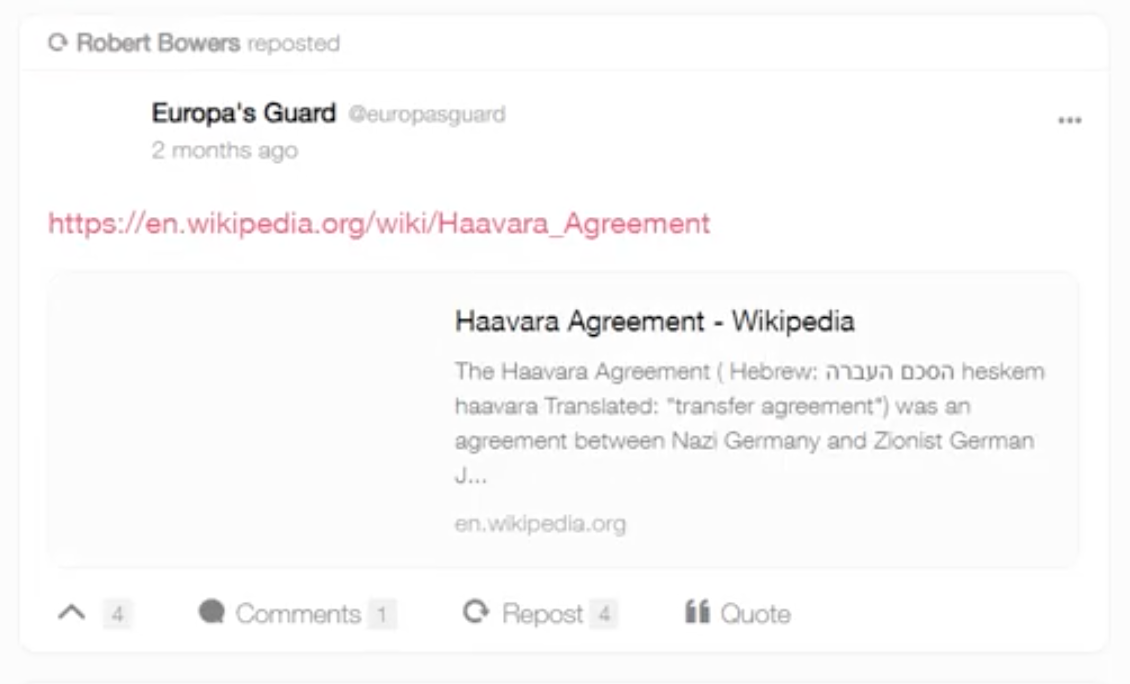 Robert Bowers reposted
Europa's Guard @europasguard
2 months ago
https://en.wikipedia.org/wiki/Haavara_Agreement
Haavara Agreement - Wikipedia
The Haavara Agreement ( Hebrew: הסכם העברה heskem
haavara Translated: "transfer agreement") was an
agreement between Nazi Germany and Zionist German
J...
en.wikipedia.org
4 Comments 1 Repost 4 Quote